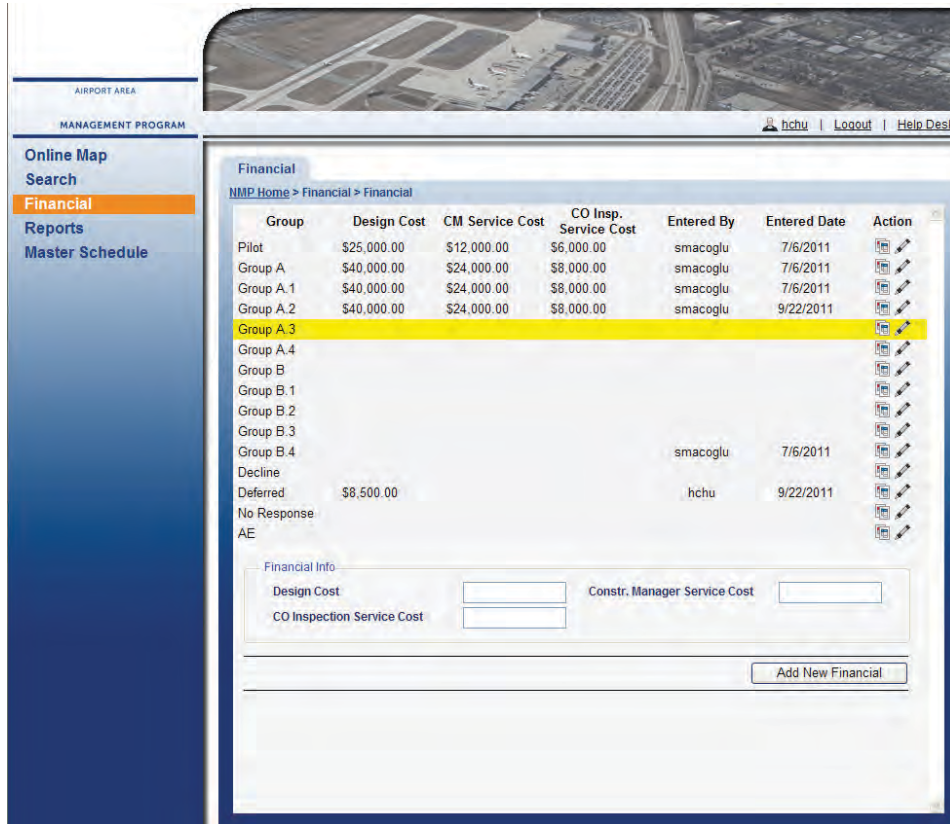 AIRPORT AREA
MANAGEMENT PROGRAM
hchu | Logout | Help Desk
Online Map
Search
Financial
Reports
Master Schedule
Financial
NMP Home > Financial > Financial
Group Design Cost CM Service Cost CO Insp. Service Cost Entered By Entered Date Action
Pilot $25,000.00 $12,000.00 $6,000.00 smacoglu 7/6/2011
Group A $40,000.00 $24,000.00 $8,000.00 smacoglu 7/6/2011
Group A.1 $40,000.00 $24,000.00 $8,000.00 smacoglu 7/6/2011
Group A.2 $40,000.00 $24,000.00 $8,000.00 smacoglu 9/22/2011
Group A.3
Group A.4
Group B
Group B.1
Group B.2
Group B.3
Group B.4 smacoglu 7/6/2011
Decline
Deferred $8,500.00 hchu 9/22/2011
No Response
AE
Financial Info
Design Cost Constr. Manager Service Cost
CO Inspection Service Cost
Add New Financial